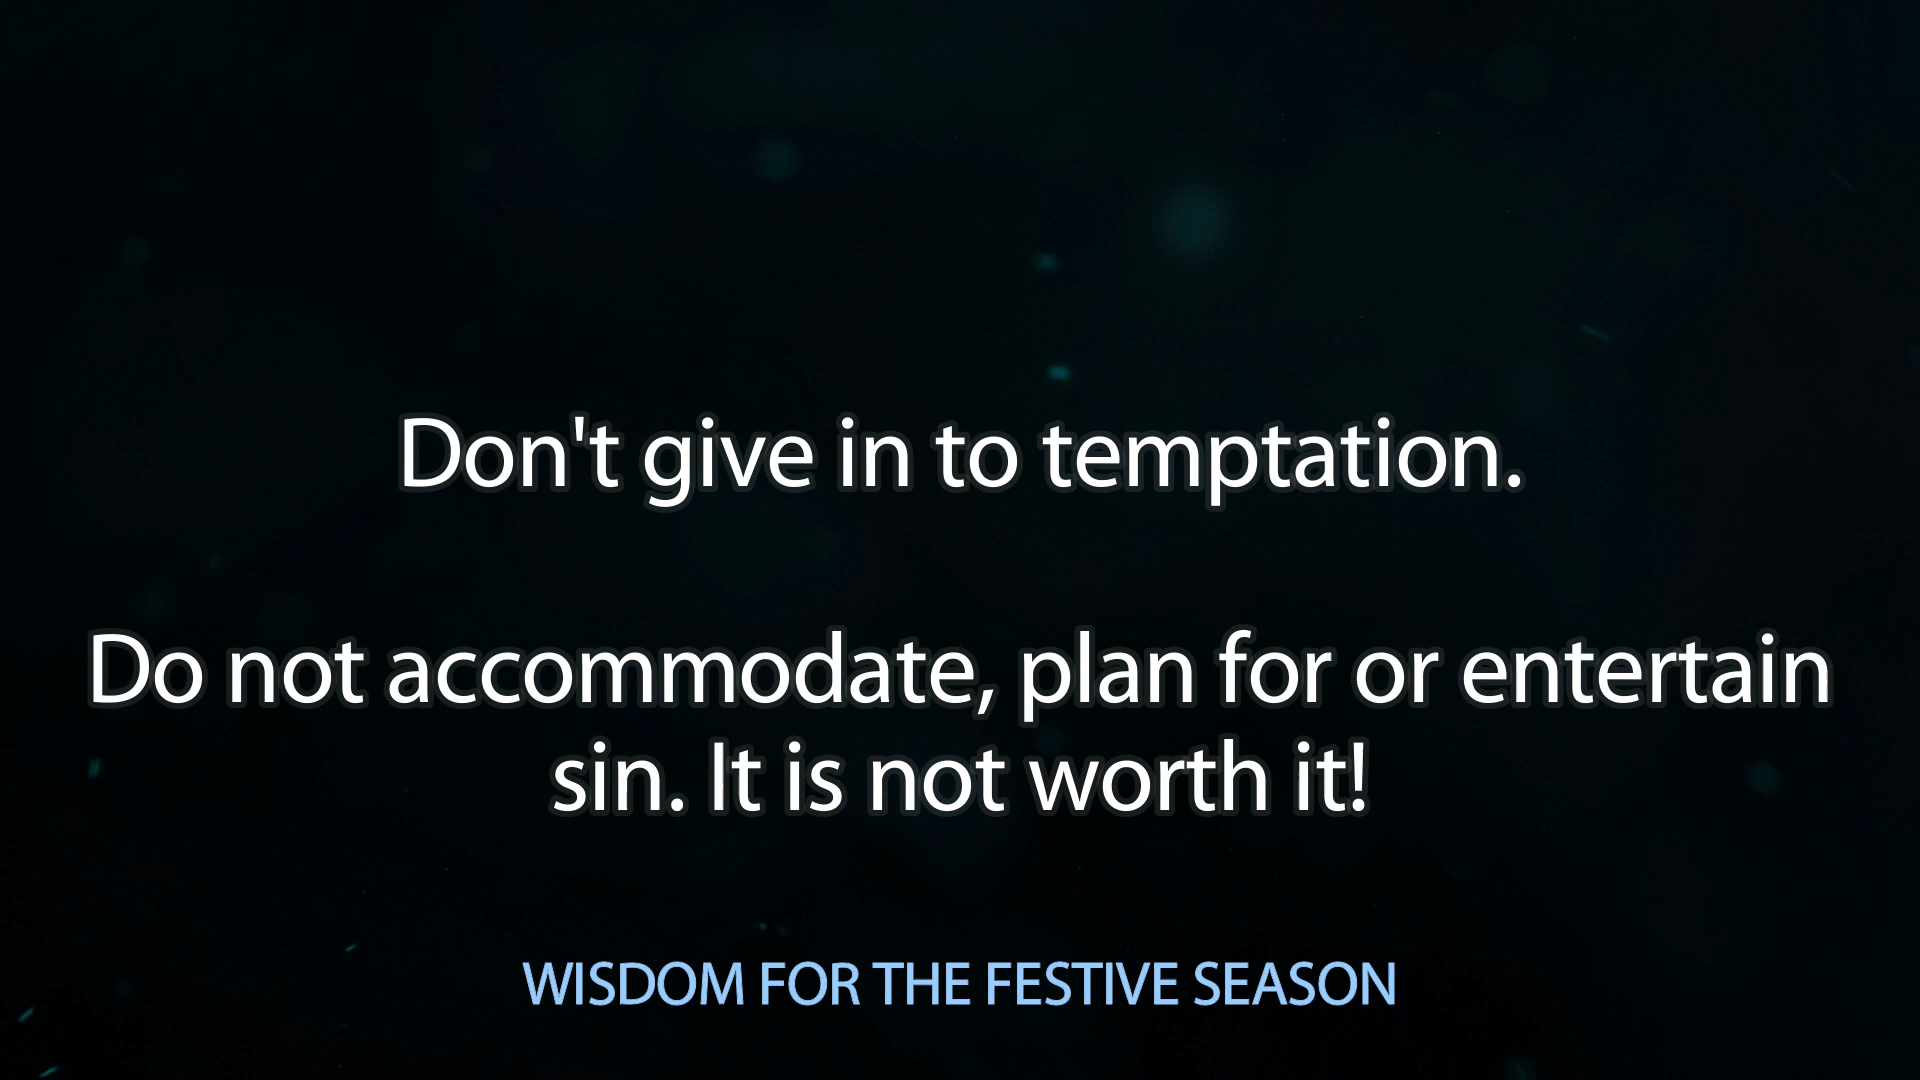 Don't give in to temptation.
Do not accommodate, plan for or entertain
sin. It is not worth it!
WISDOM FOR THE FESTIVE SEASON